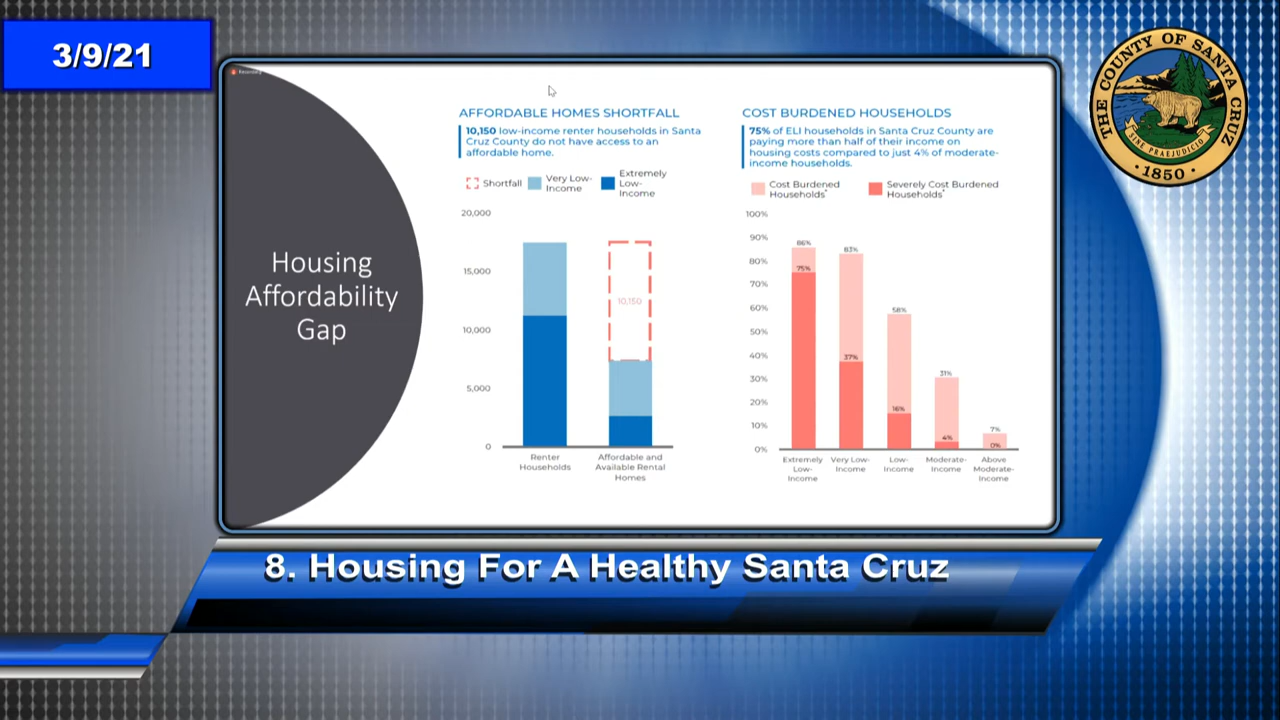 3/9/21
THE COUNTY OF SANTA CRUZ
SINE PRAEJUDICIO
• 1850 •
Recording
Housing
Affordability
Gap
AFFORDABLE HOMES SHORTFALL
10,150 low-income renter households in Santa
Cruz County do not have access to an
affordable home.
Shortfall
Very Low-
Income
Extremely
Low-
Income
20,000
15,000
10,000
5,000
0
10,150
Renter
Households
Affordable and
Available Rental
Homes
COST BURDENED HOUSEHOLDS
75% of ELI households in Santa Cruz County are
paying more than half of their income on
housing costs compared to just 4% of moderate-
income households.
Cost Burdened
Households*
Severely Cost Burdened
Households*
100%
90%
80%
70%
60%
50%
40%
30%
20%
10%
0%
86%
75%
83%
37%
58%
16%
31%
4%
7%
0%
Extremely
Low-
Income
Very Low-
Income
Low-
Income
Moderate-
Income
Above
Moderate-
Income
8. Housing For A Healthy Santa Cruz